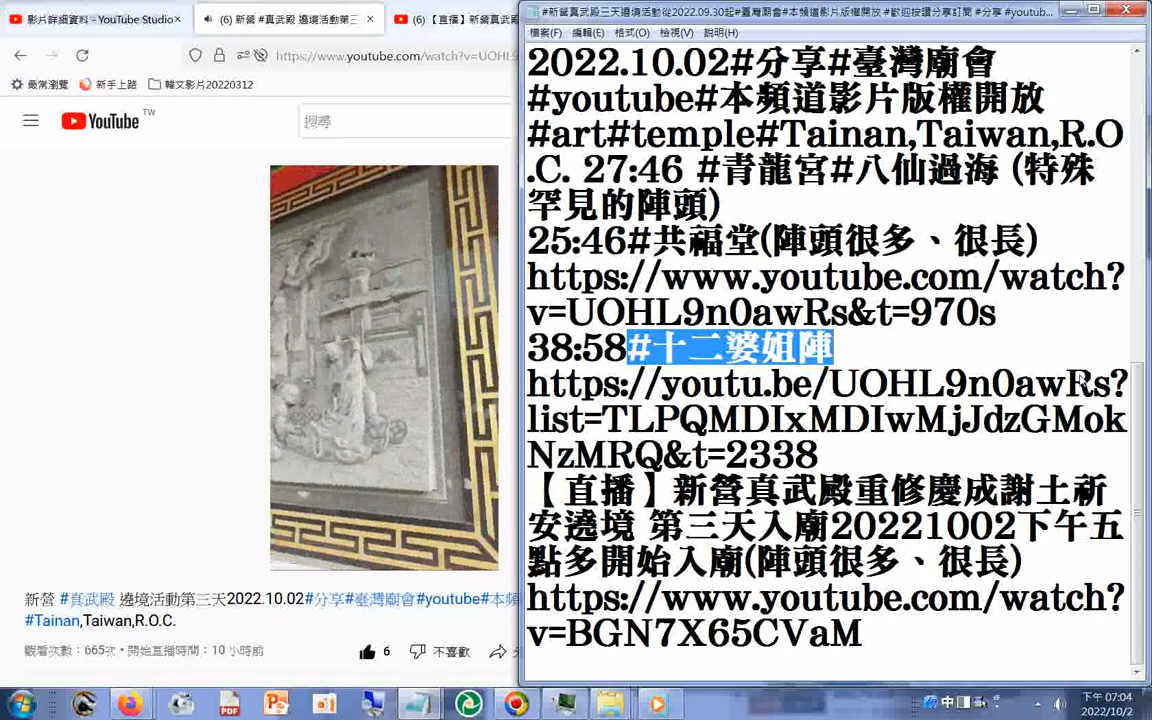 影片詳細資料 - YouTube Studio
(6) 新營 #真武殿 遶境活動第三
(6)【直播】新營真武
https://www.youtube.com/watch?v=UOHL9
最常瀏覽
新手上路
韓文影片20220312
YouTube TW
搜尋
新營 #真武殿 遶境活動第三天2022.10.02#分享#臺灣廟會#youtube#本頻
#Tainan,Taiwan,R.O.C.
觀看次數：665次 • 開始直播時間：10 小時前
6
不喜歡
#新營真武殿三天遶境活動從2022.09.30起#臺灣廟會#本頻道影片版權開放 #歡迎按讚分享訂閱 #分享 #youtub...
檔案(F) 編輯(E) 格式(O) 檢視(V) 說明(H)
2022.10.02#分享#臺灣廟會
#youtube#本頻道影片版權開放
#art#temple#Tainan,Taiwan,R.O
.C. 27:46 #青龍宮#八仙過海 (特殊
罕見的陣頭)
25:46#共福堂(陣頭很多、很長)
https://www.youtube.com/watch?
v=UOHL9n0awRs&t=970s
38:58#十二婆姐陣
https://youtu.be/UOHL9n0awRs?
list=TLPQMDIxMDIwMjJdzGMok
NzMRQ&t=2338
【直播】新營真武殿重修慶成謝土祈
安遶境 第三天入廟20221002下午五
點多開始入廟(陣頭很多、很長)
https://www.youtube.com/watch?
v=BGN7X65CVaM
PDF
中
下午 07:04
2022/10/2